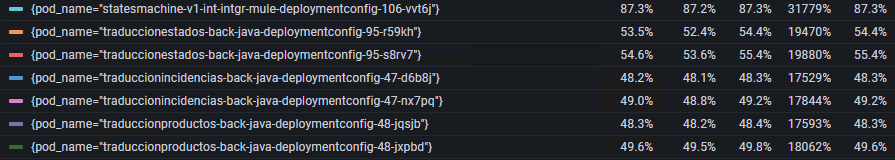 {pod_name="statesmachine-v1-int-intgr-mule-deploymentconfig-106-vvt6j"} 87.3% 87.2% 87.3% 31779% 87.3%
{pod_name="traduccionestados-back-java-deploymentconfig-95-r59kh"} 53.5% 52.4% 54.4% 19470% 54.4%
{pod_name="traduccionestados-back-java-deploymentconfig-95-s8rv7"} 54.6% 53.6% 55.4% 19880% 55.4%
{pod_name="traduccionincidencias-back-java-deploymentconfig-47-d6b8j"} 48.2% 48.1% 48.3% 17529% 48.3%
{pod_name="traduccionincidencias-back-java-deploymentconfig-47-nx7pq"} 49.0% 48.8% 49.2% 17844% 49.2%
{pod_name="traduccionproductos-back-java-deploymentconfig-48-jqsjb"} 48.3% 48.2% 48.4% 17593% 48.3%
{pod_name="traduccionproductos-back-java-deploymentconfig-48-jxpbd"} 49.6% 49.5% 49.8% 18062% 49.6%